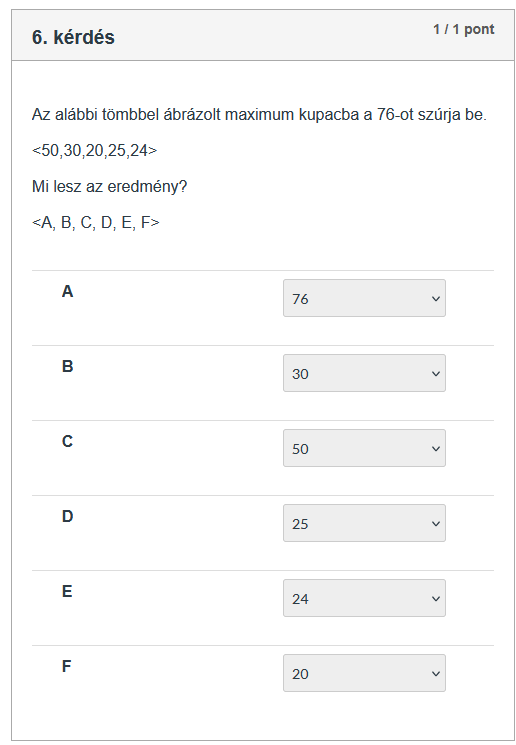 6. kérdés
1 / 1 pont
Az alábbi tömbbel ábrázolt maximum kupacba a 76-ot szúrja be.
<50,30,20,25,24>
Mi lesz az eredmény?
<A, B, C, D, E, F>
A
76
B
30
C
50
D
25
E
24
F
20